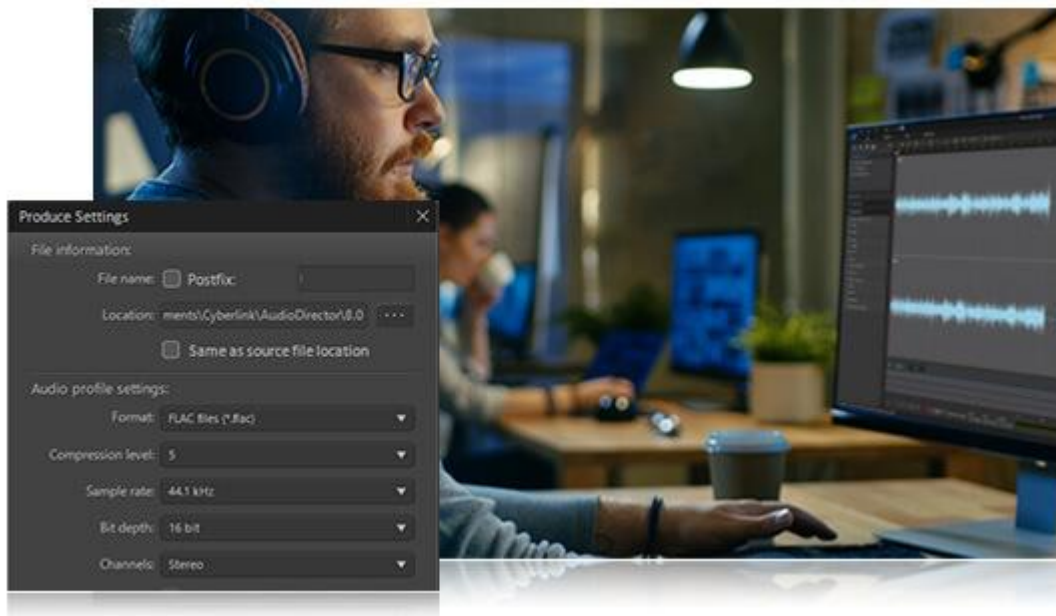 Produce Settings
File information:
File name: Postfix:
Location: ments\Cyberlink\AudioDirector\8.0 ...
Same as source file location
Audio profile settings:
Format: FLAC files (*.flac)
Compression level: 5
Sample rate: 44.1 kHz
Bit depth: 16 bit
Channels: Stereo